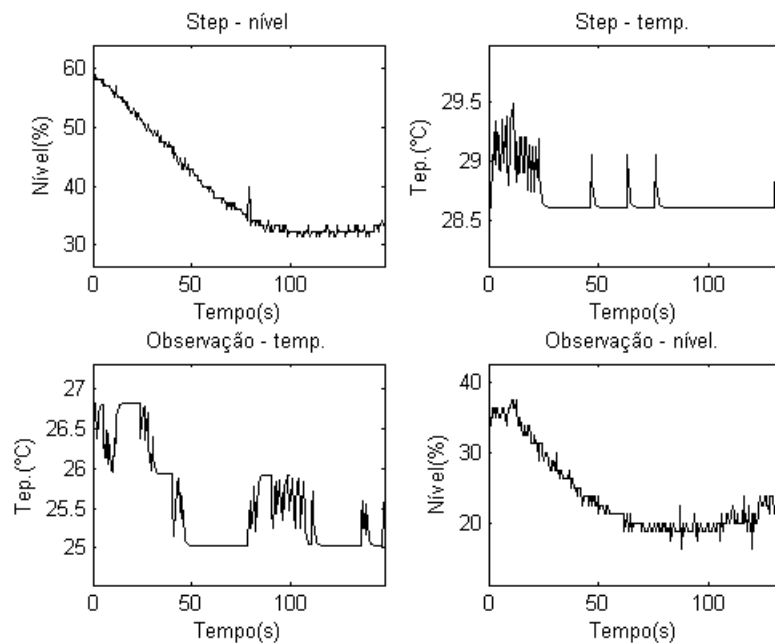 Step - nível
60
50
40
30
Nível(%)
0 50 100
Tempo(s)
Step - temp.
29.5
29
28.5
Tep.(°C)
0 50 100
Tempo(s)
Observação - temp.
27
26.5
26
25.5
25
Tep.(°C)
0 50 100
Tempo(s)
Observação - nível.
40
30
20
Nível(%)
0 50 100
Tempo(s)